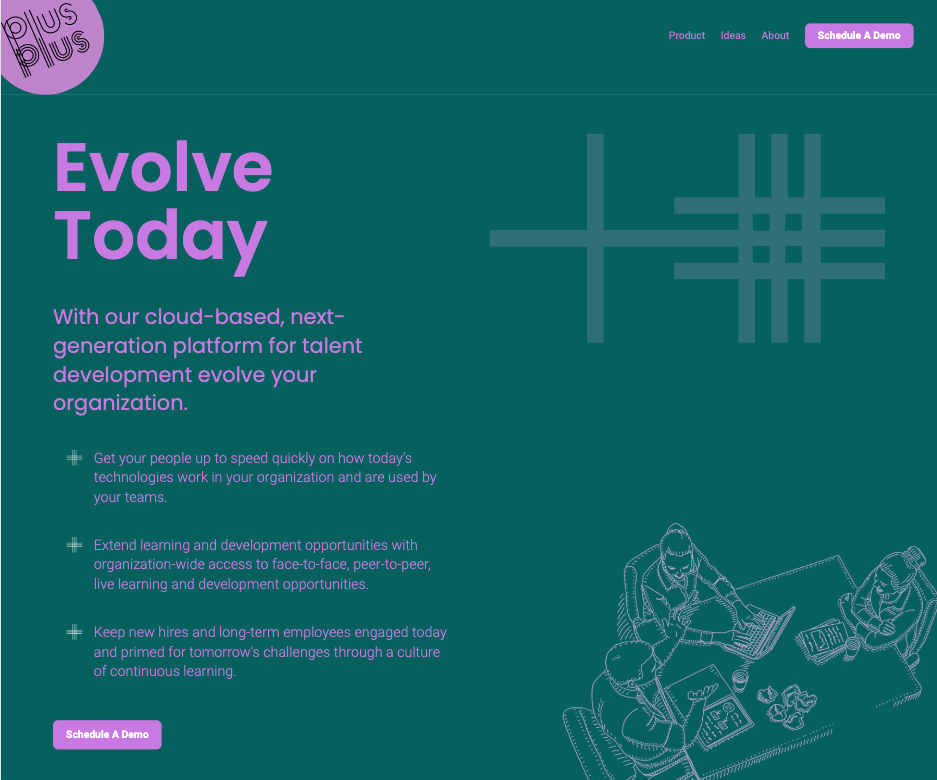 plus
plus
Product Ideas About Schedule A Demo
Evolve
Today
With our cloud-based, next-
generation platform for talent
development evolve your
organization.
Get your people up to speed quickly on how today's
technologies work in your organization and are used by
your teams.
Extend learning and development opportunities with
organization-wide access to face-to-face, peer-to-peer,
live learning and development opportunities.
Keep new hires and long-term employees engaged today
and primed for tomorrow's challenges through a culture
of continuous learning.
Schedule A Demo